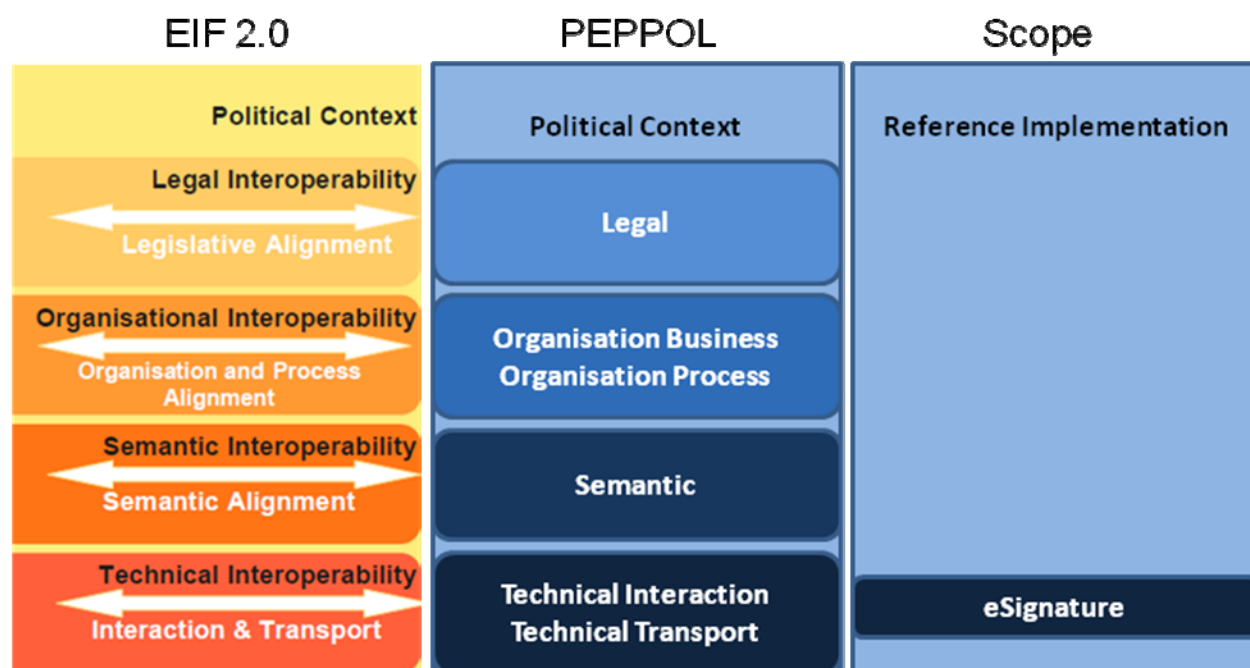 EIF 2.0
PEPPOL
Scope
Political Context
Legal Interoperability
Legislative Alignment
Organisational Interoperability
Organisation and Process
Alignment
Semantic Interoperability
Semantic Alignment
Technical Interoperability
Interaction & Transport
Political Context
Legal
Organisation Business
Organisation Process
Semantic
Technical Interaction
Technical Transport
Reference Implementation
eSignature